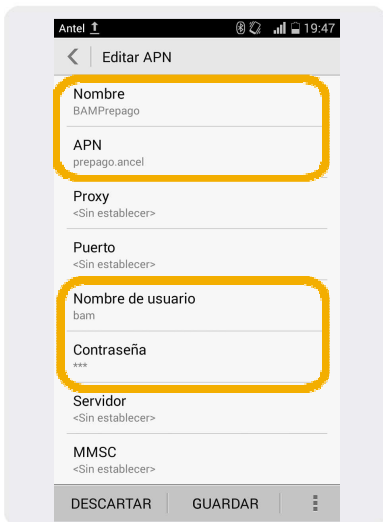 Antel 19:47
Editar APN
Nombre
BAMPrepago
APN
prepago.ancel
Proxy
<Sin establecer>
Puerto
<Sin establecer>
Nombre de usuario
bam
Contraseña
***
Servidor
<Sin establecer>
MMSC
<Sin establecer>
DESCARTAR GUARDAR